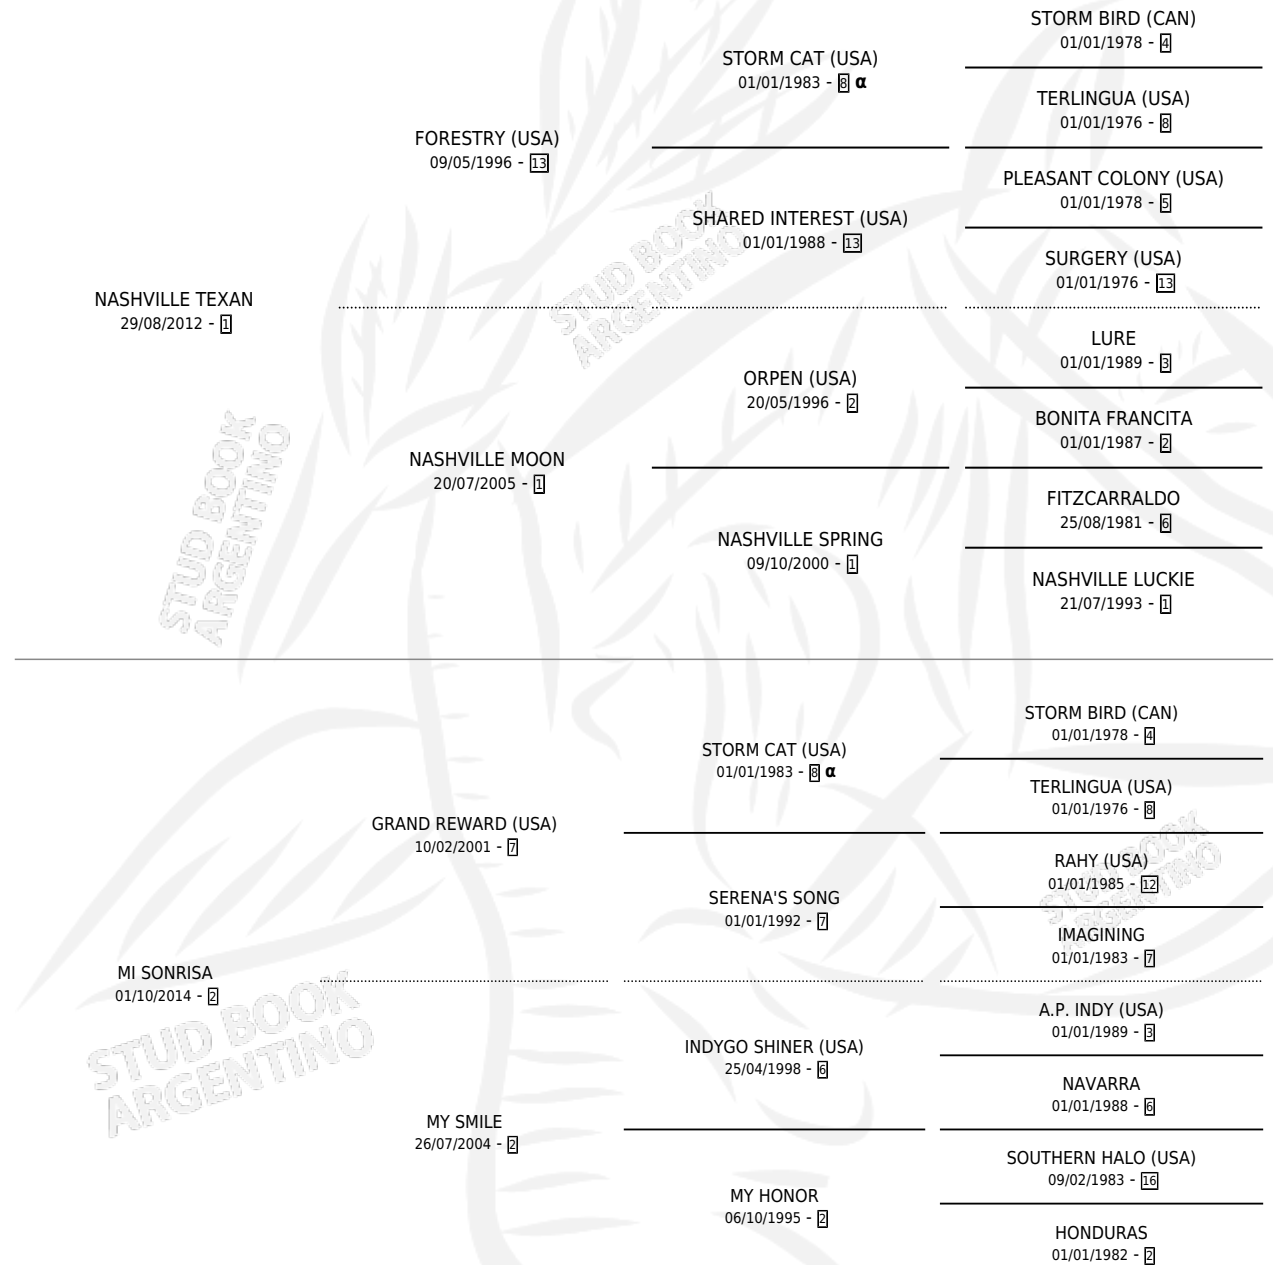 STORM BIRD (CAN)
01/01/1978 - 4
STORM CAT (USA)
01/01/1983 - 8 α
TERLINGUA (USA)
01/01/1976 - 8
FORESTRY (USA)
09/05/1996 - 13
PLEASANT COLONY (USA)
01/01/1978 - 5
SHARED INTEREST (USA)
01/01/1988 - 13
SURGERY (USA)
01/01/1976 - 13
NASHVILLE TEXAN
29/08/2012 - 1
LURE
01/01/1989 - 3
ORPEN (USA)
20/05/1996 - 2
BONITA FRANCITA
01/01/1987 - 2
NASHVILLE MOON
20/07/2005 - 1
FITZCARRALDO
25/08/1981 - 6
NASHVILLE SPRING
09/10/2000 - 1
NASHVILLE LUCKIE
21/07/1993 - 1
STORM BIRD (CAN)
01/01/1978 - 4
STORM CAT (USA)
01/01/1983 - 8 α
TERLINGUA (USA)
01/01/1976 - 8
GRAND REWARD (USA)
10/02/2001 - 7
RAHY (USA)
01/01/1985 - 12
SERENA'S SONG
01/01/1992 - 7
IMAGINING
01/01/1983 - 7
MI SONRISA
01/10/2014 - 2
A.P. INDY (USA)
01/01/1989 - 3
INDYGO SHINER (USA)
25/04/1998 - 6
NAVARRA
01/01/1988 - 6
MY SMILE
26/07/2004 - 2
SOUTHERN HALO (USA)
09/02/1983 - 16
MY HONOR
06/10/1995 - 2
HONDURAS
01/01/1982 - 2
STUD BOOK
ARGENTINO
STUD BOOK
ARGENTINO
STUD BOOK
ARGENTINO
STUD BOOK
ARGENTINO